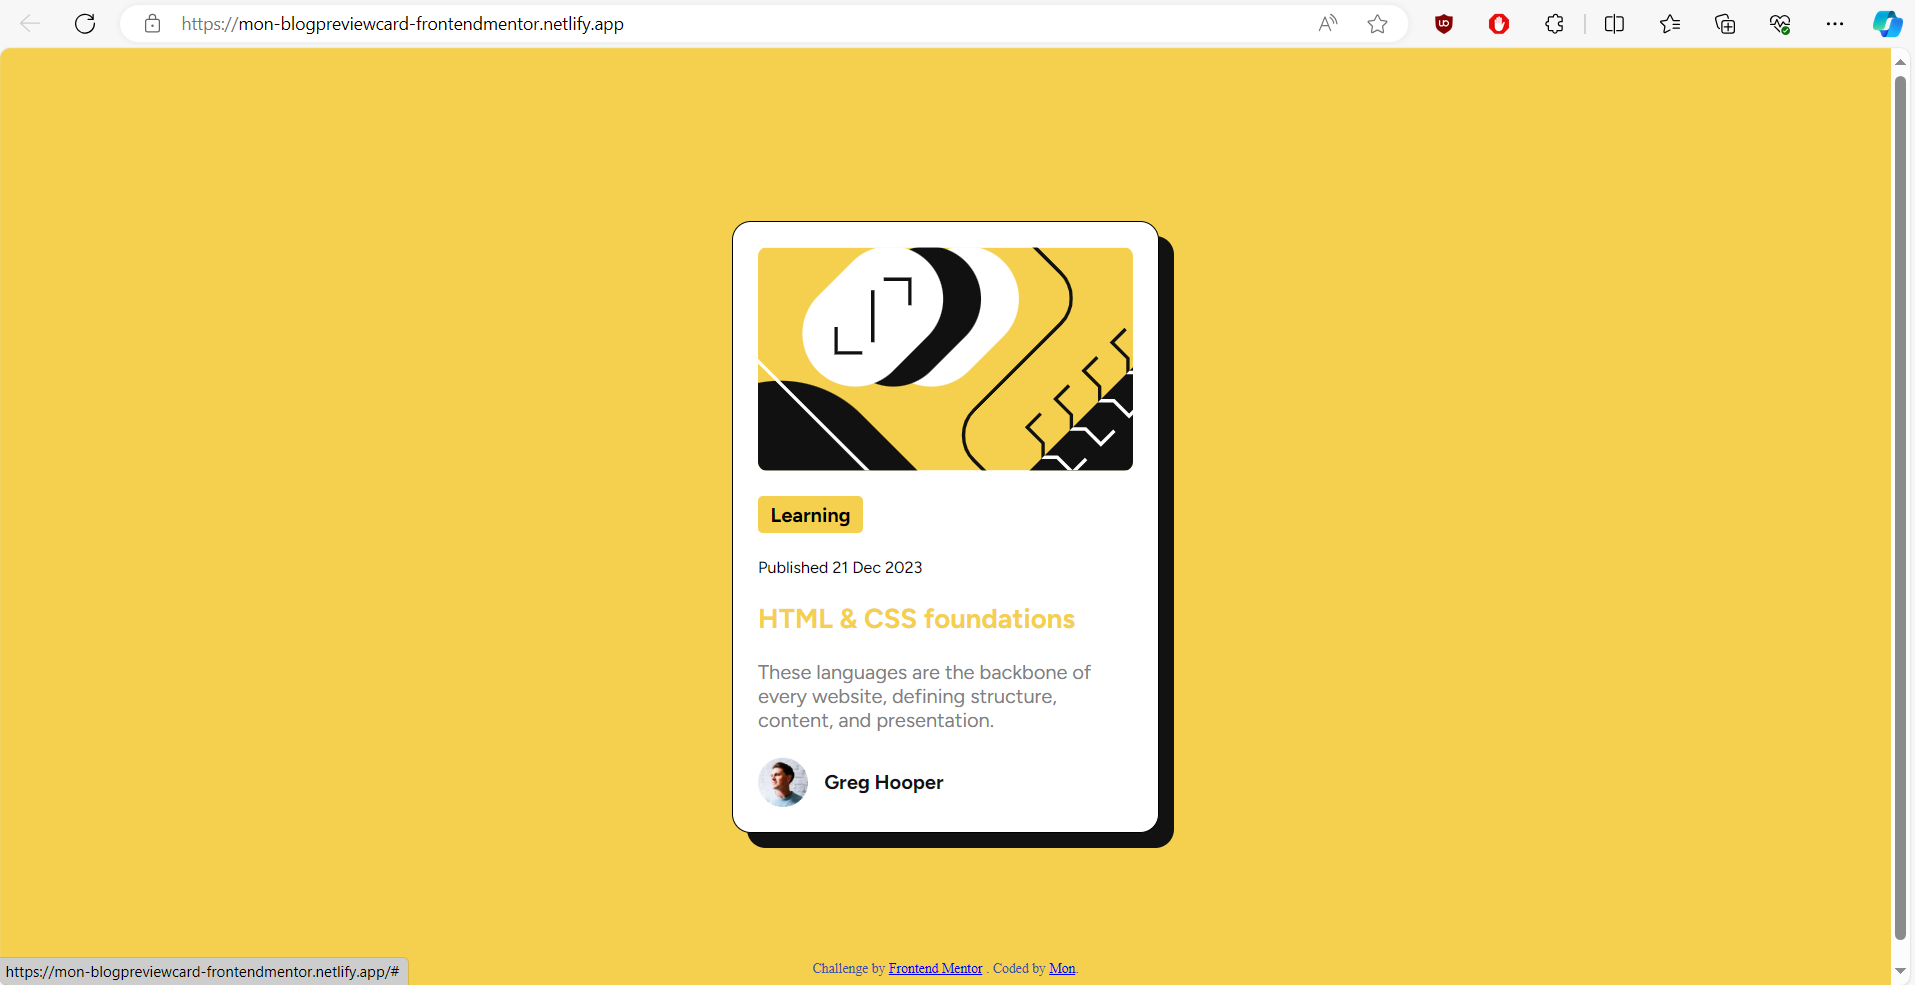 https://mon-blogpreviewcard-frontendmentor.netlify.app
Learning
Published 21 Dec 2023
HTML & CSS foundations
These languages are the backbone of
every website, defining structure,
content, and presentation.
Greg Hooper
Challenge by Frontend Mentor . Coded by Mon.
https://mon-blogpreviewcard-frontendmentor.netlify.app/#